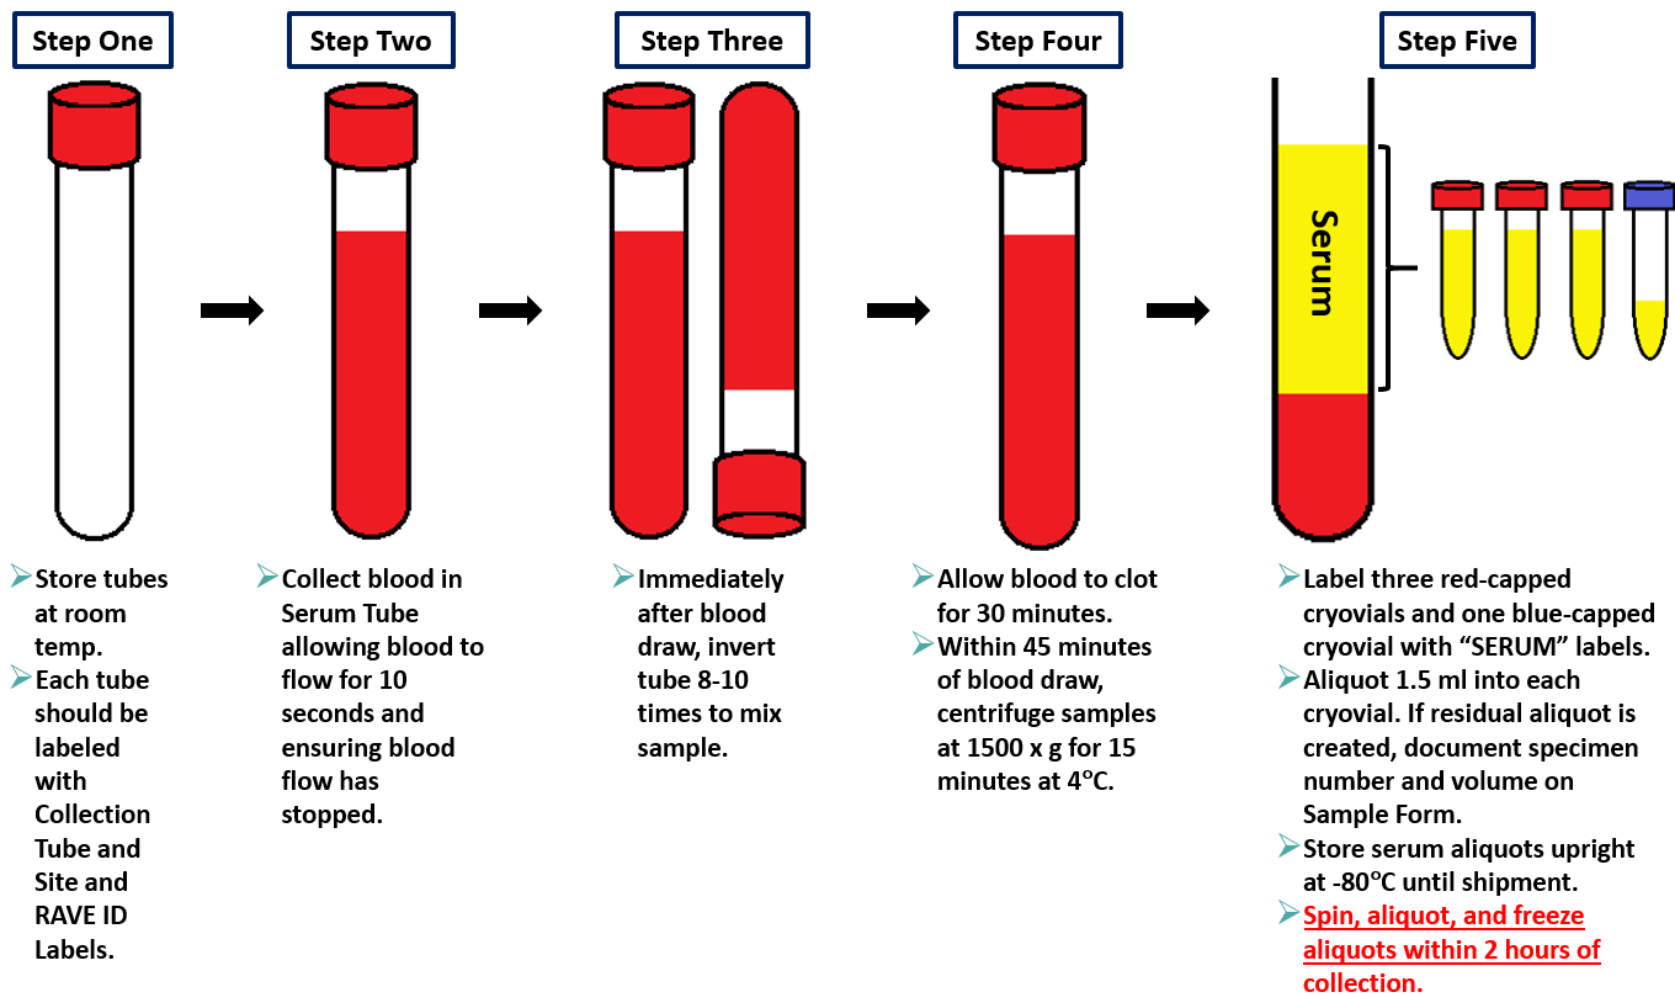 Step One
Store tubes
at room
temp.
Each tube
should be
labeled
with
Collection
Tube and
Site and
RAVE ID
Labels.
Step Two
Collect blood in
Serum Tube
allowing blood to
flow for 10
seconds and
ensuring blood
flow has
stopped.
Step Three
Immediately
after blood
draw, invert
tube 8-10
times to mix
sample.
Step Four
Allow blood to clot
for 30 minutes.
Within 45 minutes
of blood draw,
centrifuge samples
at 1500 x g for 15
minutes at 4°C.
Step Five
Serum
Label three red-capped
cryovials and one blue-capped
cryovial with “SERUM” labels.
Aliquot 1.5 ml into each
cryovial. If residual aliquot is
created, document specimen
number and volume on
Sample Form.
Store serum aliquots upright
at -80°C until shipment.
Spin, aliquot, and freeze
aliquots within 2 hours of
collection.